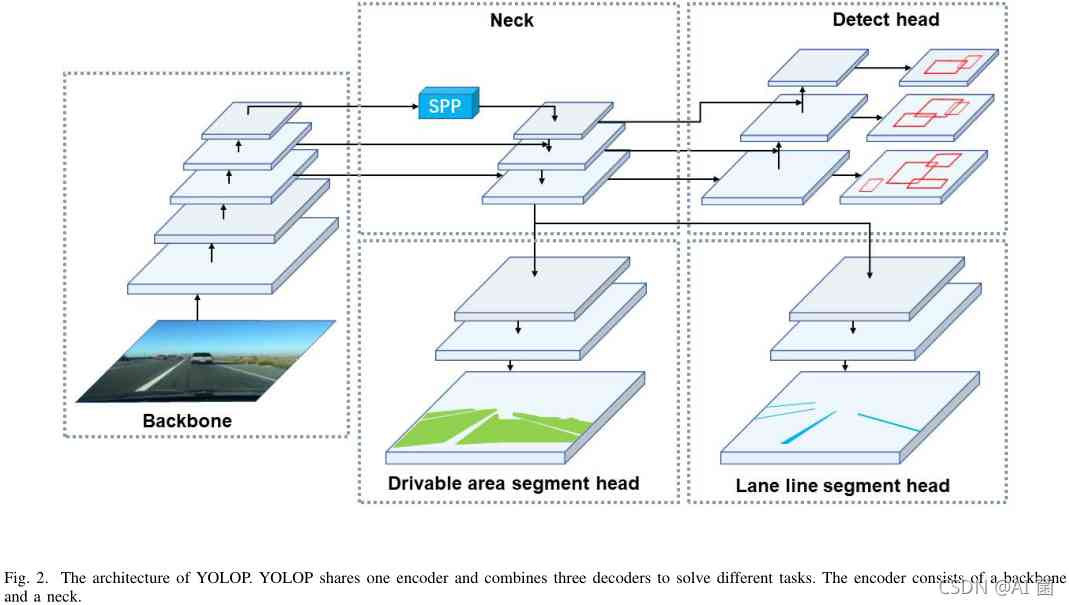 Neck
Detect head
SPP
Backbone
Drivable area segment head
Lane line segment head
Fig. 2. The architecture of YOLOP. YOLOP shares one encoder and combines three decoders to solve different tasks. The encoder consists of a backbone
and a neck.
CSDN @AI 菌